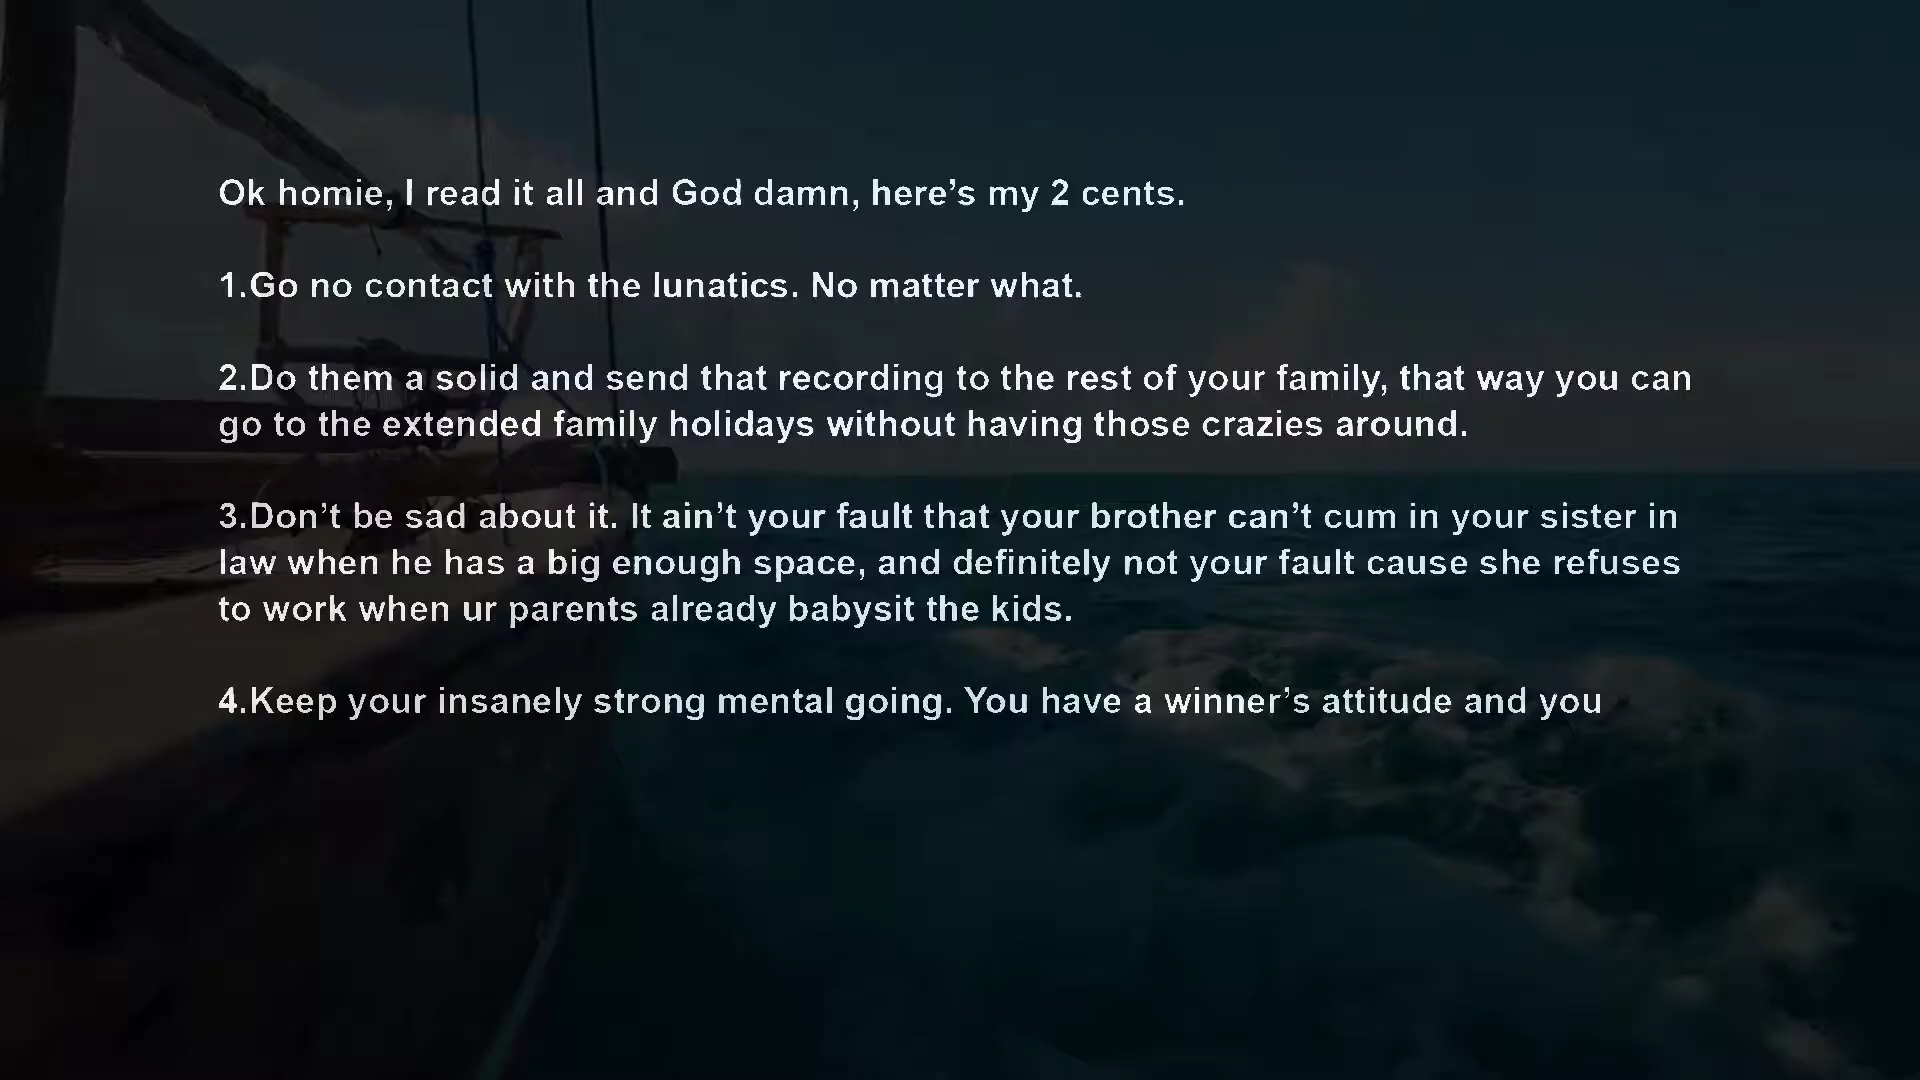 Ok homie, I read it all and God damn, here’s my 2 cents.
1.Go no contact with the lunatics. No matter what.
2.Do them a solid and send that recording to the rest of your family, that way you can
go to the extended family holidays without having those crazies around.
3.Don’t be sad about it. It ain’t your fault that your brother can’t cum in your sister in
law when he has a big enough space, and definitely not your fault cause she refuses
to work when ur parents already babysit the kids.
4.Keep your insanely strong mental going. You have a winner’s attitude and you